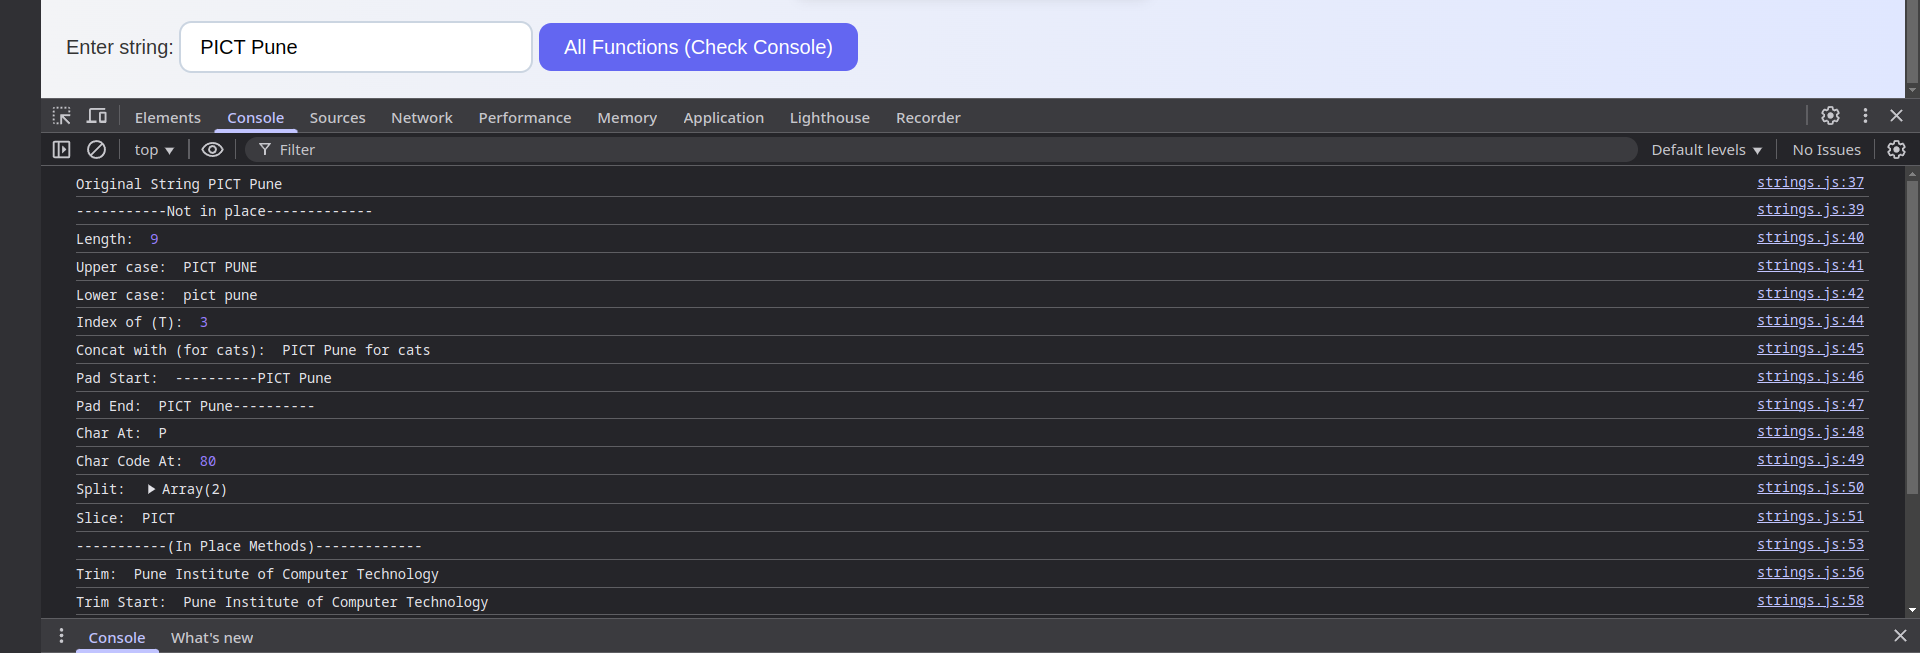 Enter string: PICT Pune All Functions (Check Console)
Elements Console Sources Network Performance Memory Application Lighthouse Recorder
top Filter Default levels No Issues
Original String PICT Pune strings.js:37
-----------Not in place------------- strings.js:39
Length:  9 strings.js:40
Upper case:  PICT PUNE strings.js:41
Lower case:  pict pune strings.js:42
Index of (T):  3 strings.js:44
Concat with (for cats):  PICT Pune for cats strings.js:45
Pad Start:  ----------PICT Pune strings.js:46
Pad End:  PICT Pune---------- strings.js:47
Char At:  P strings.js:48
Char Code At:  80 strings.js:49
Split:  Array(2) strings.js:50
Slice:  PICT strings.js:51
-----------(In Place Methods)------------- strings.js:53
Trim:  Pune Institute of Computer Technology strings.js:56
Trim Start:  Pune Institute of Computer Technology strings.js:58
Console What's new